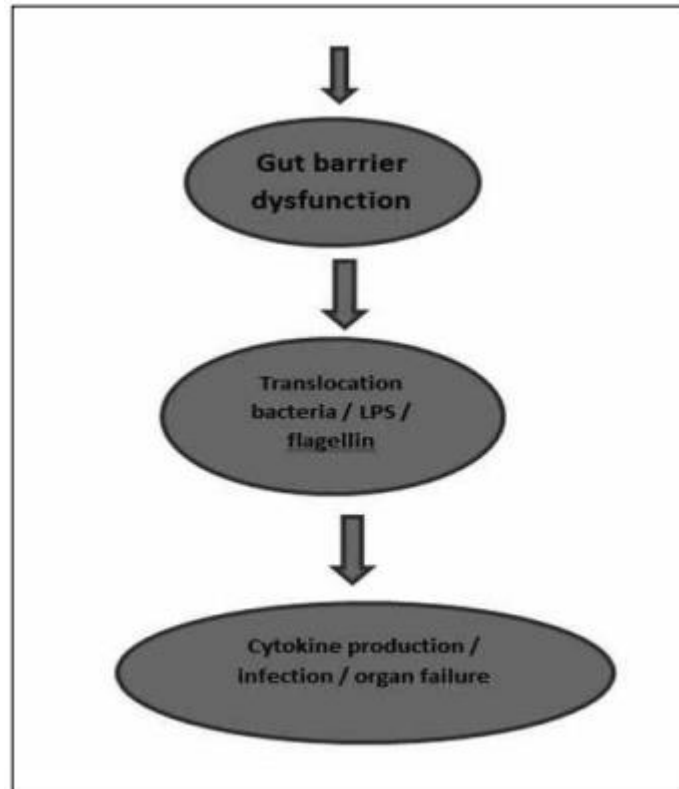 Gut barrier
dysfunction
Translocation
bacteria / LPS /
flagellin
Cytokine production /
infection / organ failure